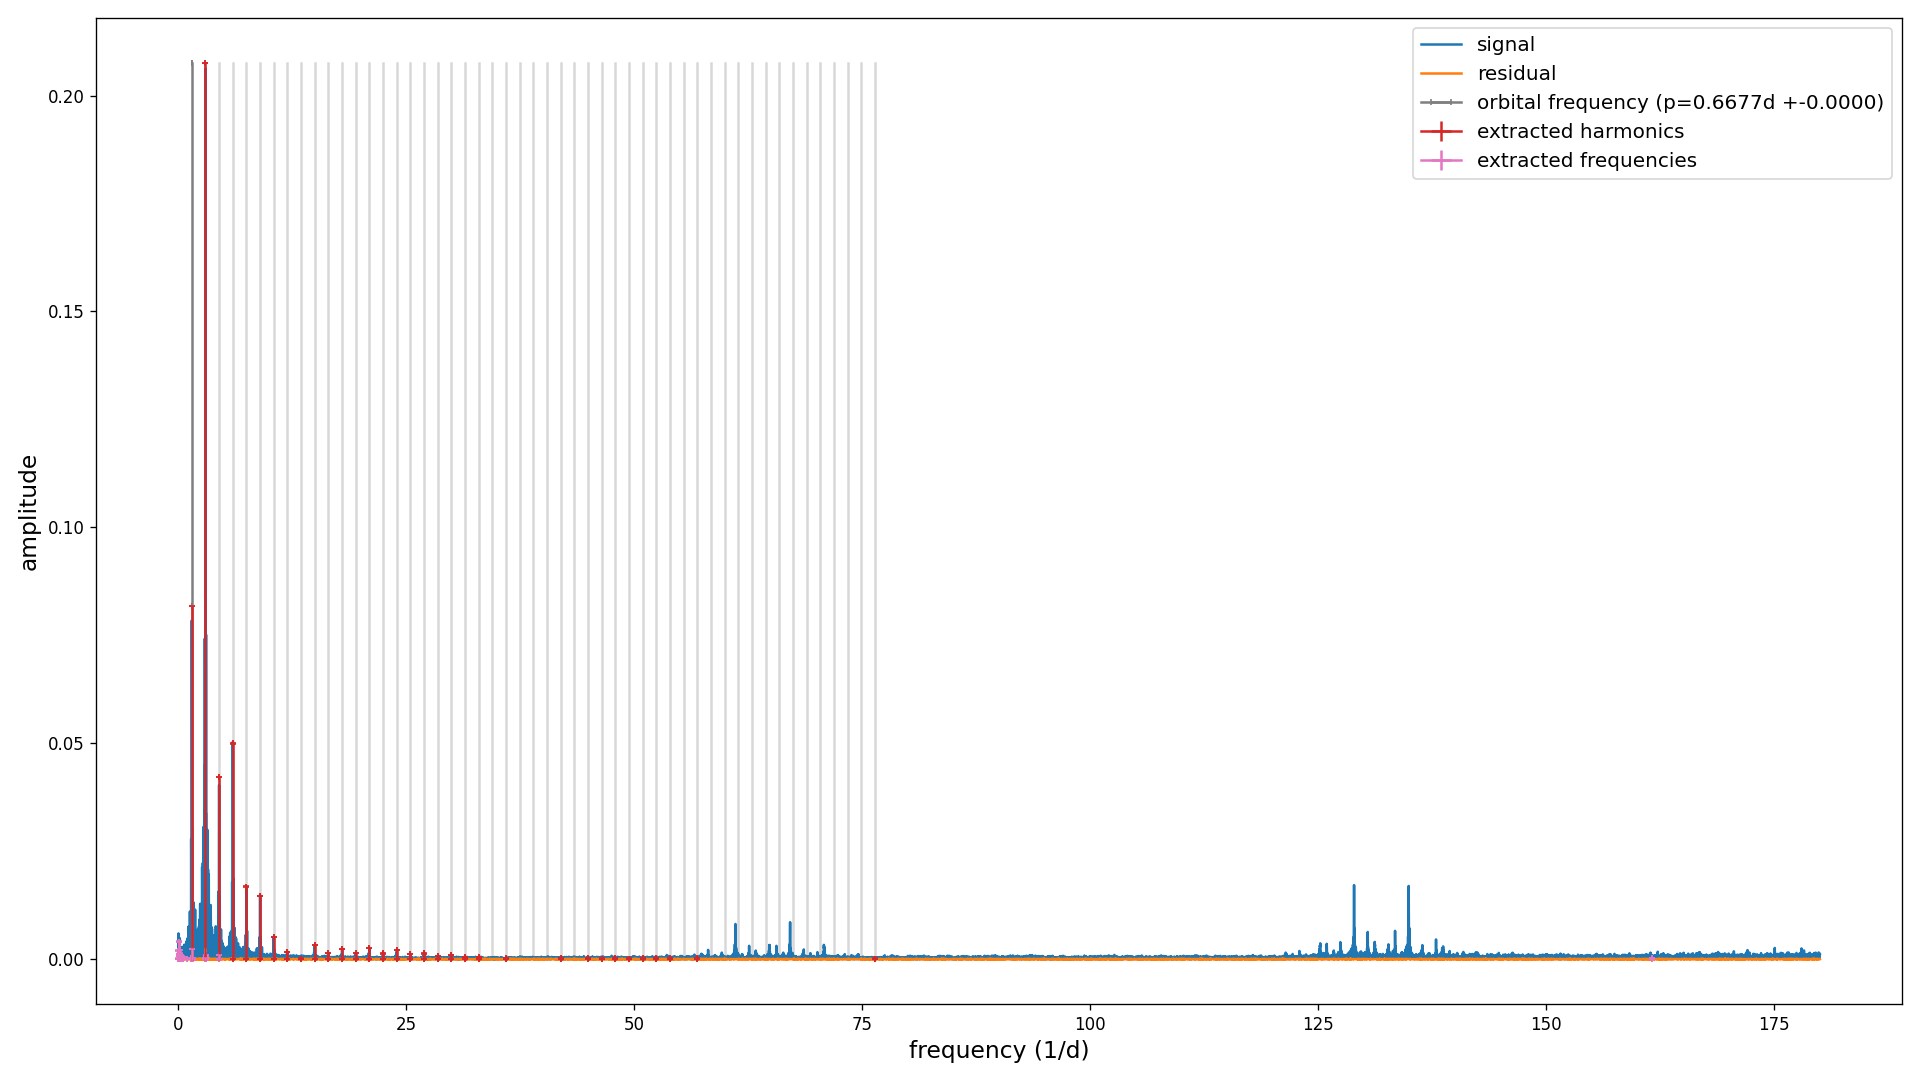 signal
residual
orbital frequency (p=0.6677d +-0.0000)
extracted harmonics
extracted frequencies
0.20
0.15
0.10
0.05
0.00
amplitude
0 25 50 75 100 125 150 175
frequency (1/d)